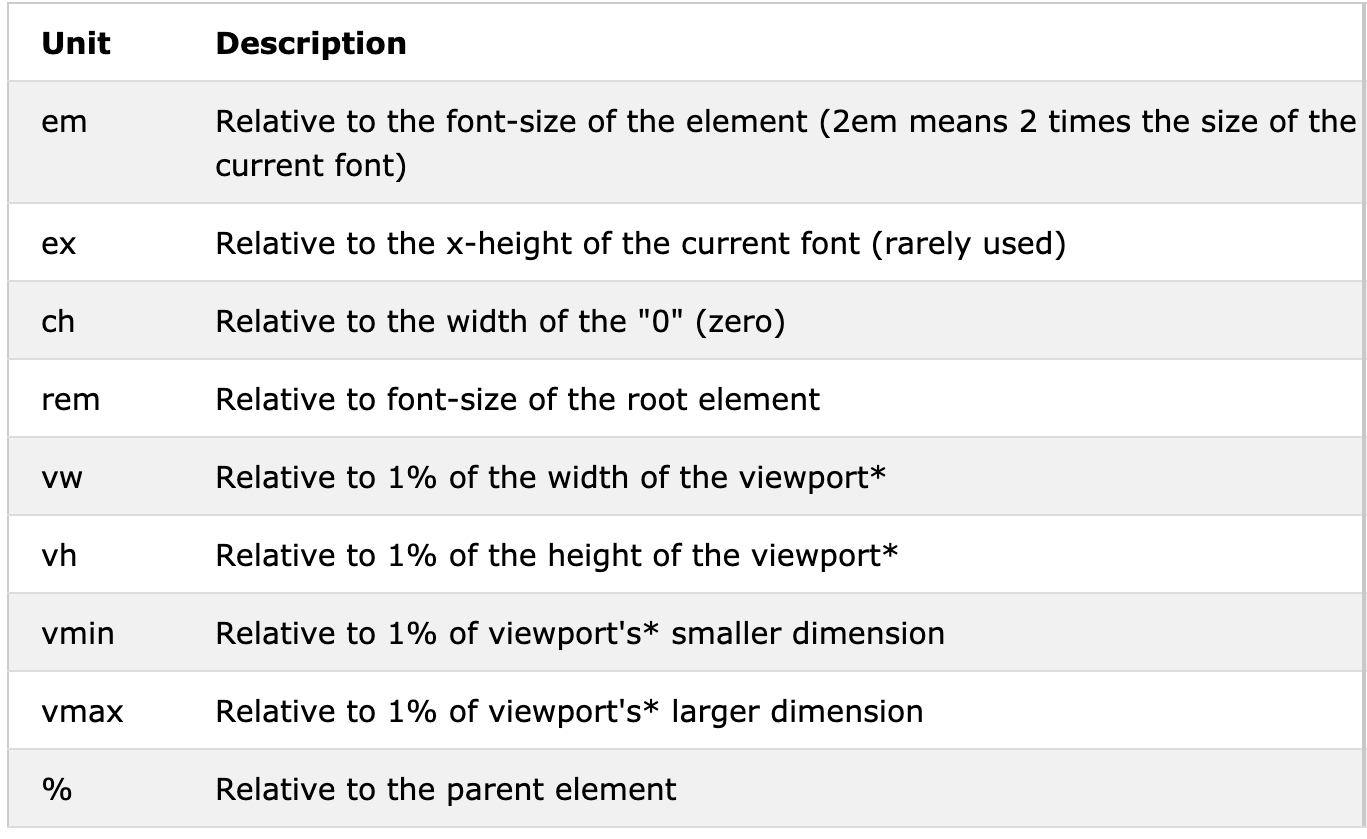 Unit Description
em Relative to the font-size of the element (2em means 2 times the size of the
current font)
ex Relative to the x-height of the current font (rarely used)
ch Relative to the width of the "0" (zero)
rem Relative to font-size of the root element
vw Relative to 1% of the width of the viewport*
vh Relative to 1% of the height of the viewport*
vmin Relative to 1% of viewport's* smaller dimension
vmax Relative to 1% of viewport's* larger dimension
% Relative to the parent element